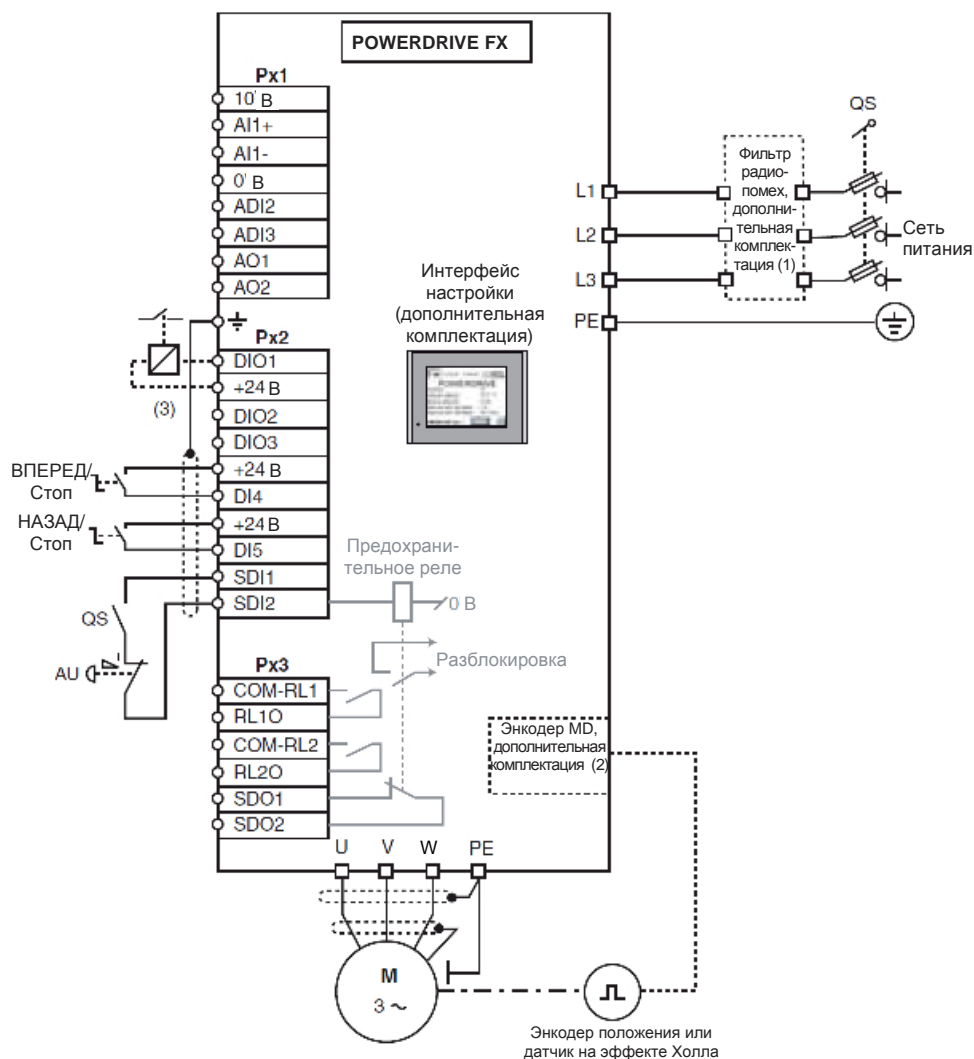 POWERDRIVE FX
Px1
10 В
AI1+
AI1-
0 В
ADI2
ADI3
AO1
AO2
Px2
DIO1
+24 В
DIO2
DIO3
+24 В
DI4
+24 В
DI5
SDI1
SDI2
(3)
ВПЕРЕД/
Стоп
НАЗАД/
Стоп
QS
AU
Px3
COM-RL1
RL1O
COM-RL2
RL2O
SDO1
SDO2
Интерфейс
настройки
(дополнительная
комплектация)
POWERDRIVE
Предохрани-
тельное реле
0 В
Разблокировка
L1
L2
L3
PE
Фильтр
радио-
помех,
дополни-
тельная
комплек-
тация (1)
QS
Сеть
питания
Энкодер MD,
дополнительная
комплектация (2)
U
V
W
PE
M
3 ~
Энкодер положения или
датчик на эффекте Холла